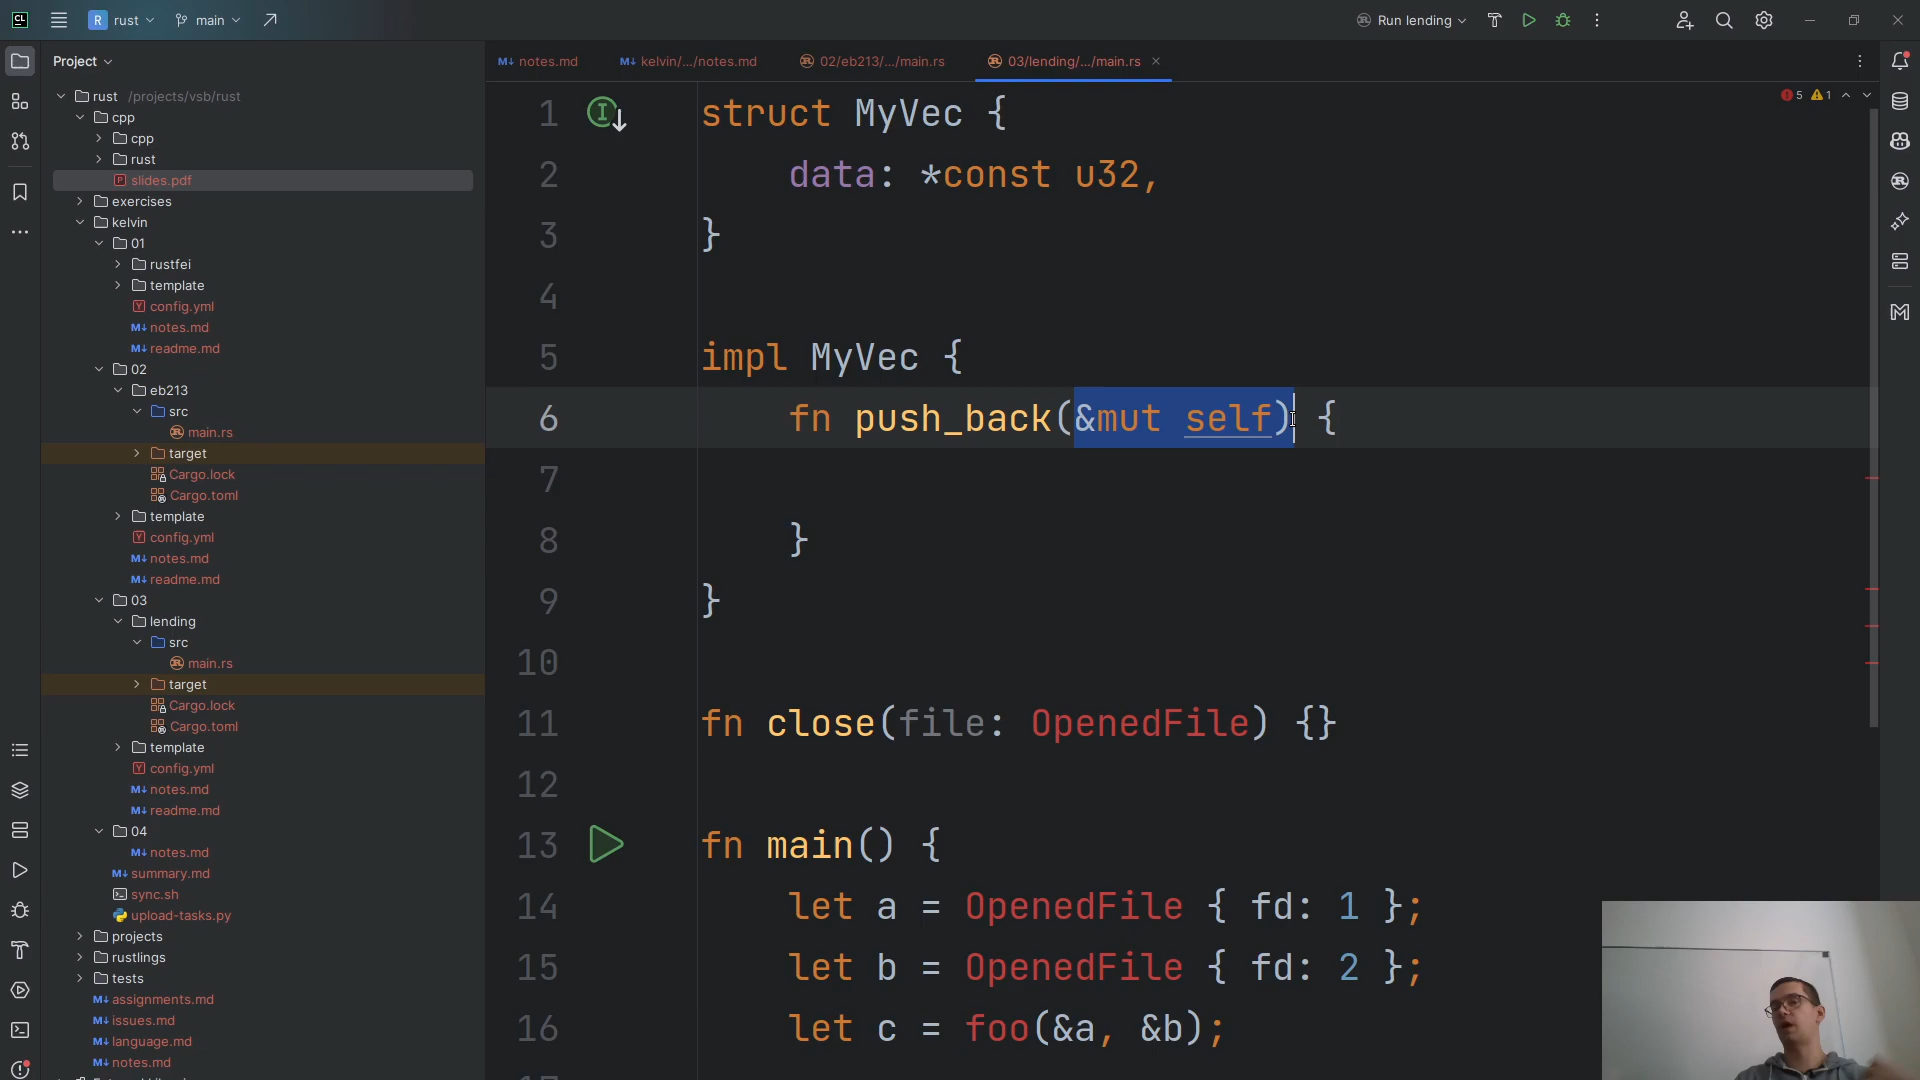 CL
R rust
main
Run lending
Project
notes.md
kelvin/.../notes.md
02/eb213/.../main.rs
03/lending/.../main.rs
5 1
rust /projects/vsb/rust
cpp
cpp
rust
slides.pdf
exercises
kelvin
01
rustfei
template
config.yml
notes.md
readme.md
02
eb213
src
main.rs
target
Cargo.lock
Cargo.toml
template
config.yml
notes.md
readme.md
03
lending
src
main.rs
target
Cargo.lock
Cargo.toml
template
config.yml
notes.md
readme.md
04
notes.md
summary.md
sync.sh
upload-tasks.py
projects
rustlings
tests
assignments.md
issues.md
language.md
notes.md
1 struct MyVec {
2 data: *const u32,
3 }
4
5 impl MyVec {
6 fn push_back(&mut self) {
7
8 }
9 }
10
11 fn close(file: OpenedFile) {}
12
13 fn main() {
14 let a = OpenedFile { fd: 1 };
15 let b = OpenedFile { fd: 2 };
16 let c = foo(&a, &b);